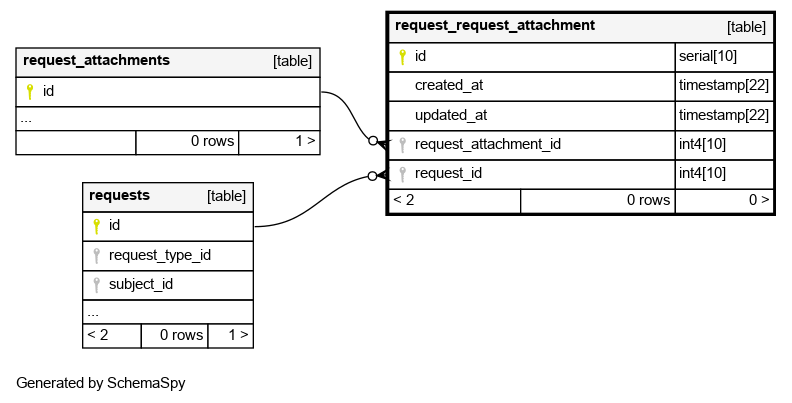 request_attachments [table]
id
...
0 rows 1 >
requests [table]
id
request_type_id
subject_id
...
< 2 0 rows 1 >
request_request_attachment [table]
id serial[10]
created_at timestamp[22]
updated_at timestamp[22]
request_attachment_id int4[10]
request_id int4[10]
< 2 0 rows 0 >
Generated by SchemaSpy